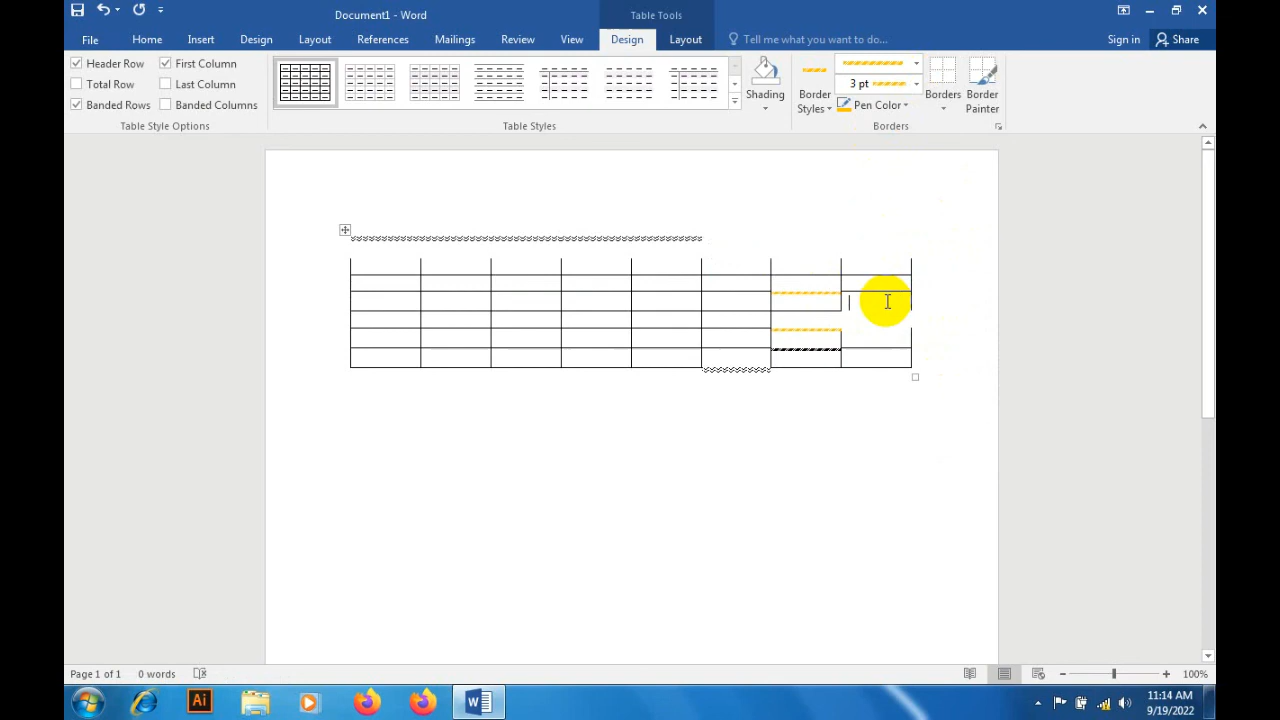 Document1 - Word
Table Tools
File Home Insert Design Layout References Mailings Review View Design Layout Tell me what you want to do... Sign in Share
Header Row First Column
Total Row Last Column
Banded Rows Banded Columns
Table Style Options
Table Styles
Shading
Border Styles
3 pt
Pen Color
Borders
Border Painter
Borders
Page 1 of 1 0 words 100%
Ai W
11:14 AM
9/19/2022